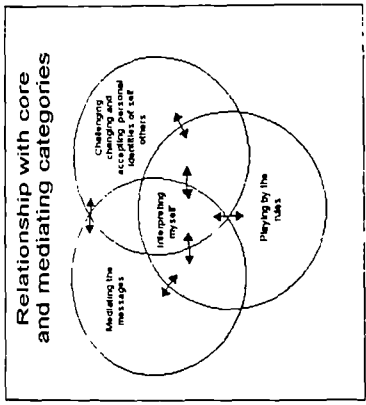 Relationship with core
and mediating categories
Mediating the
messages
Challenging
changing and
accepting personal
identities of self
others
Interpreting
myself
Playing by the
rules